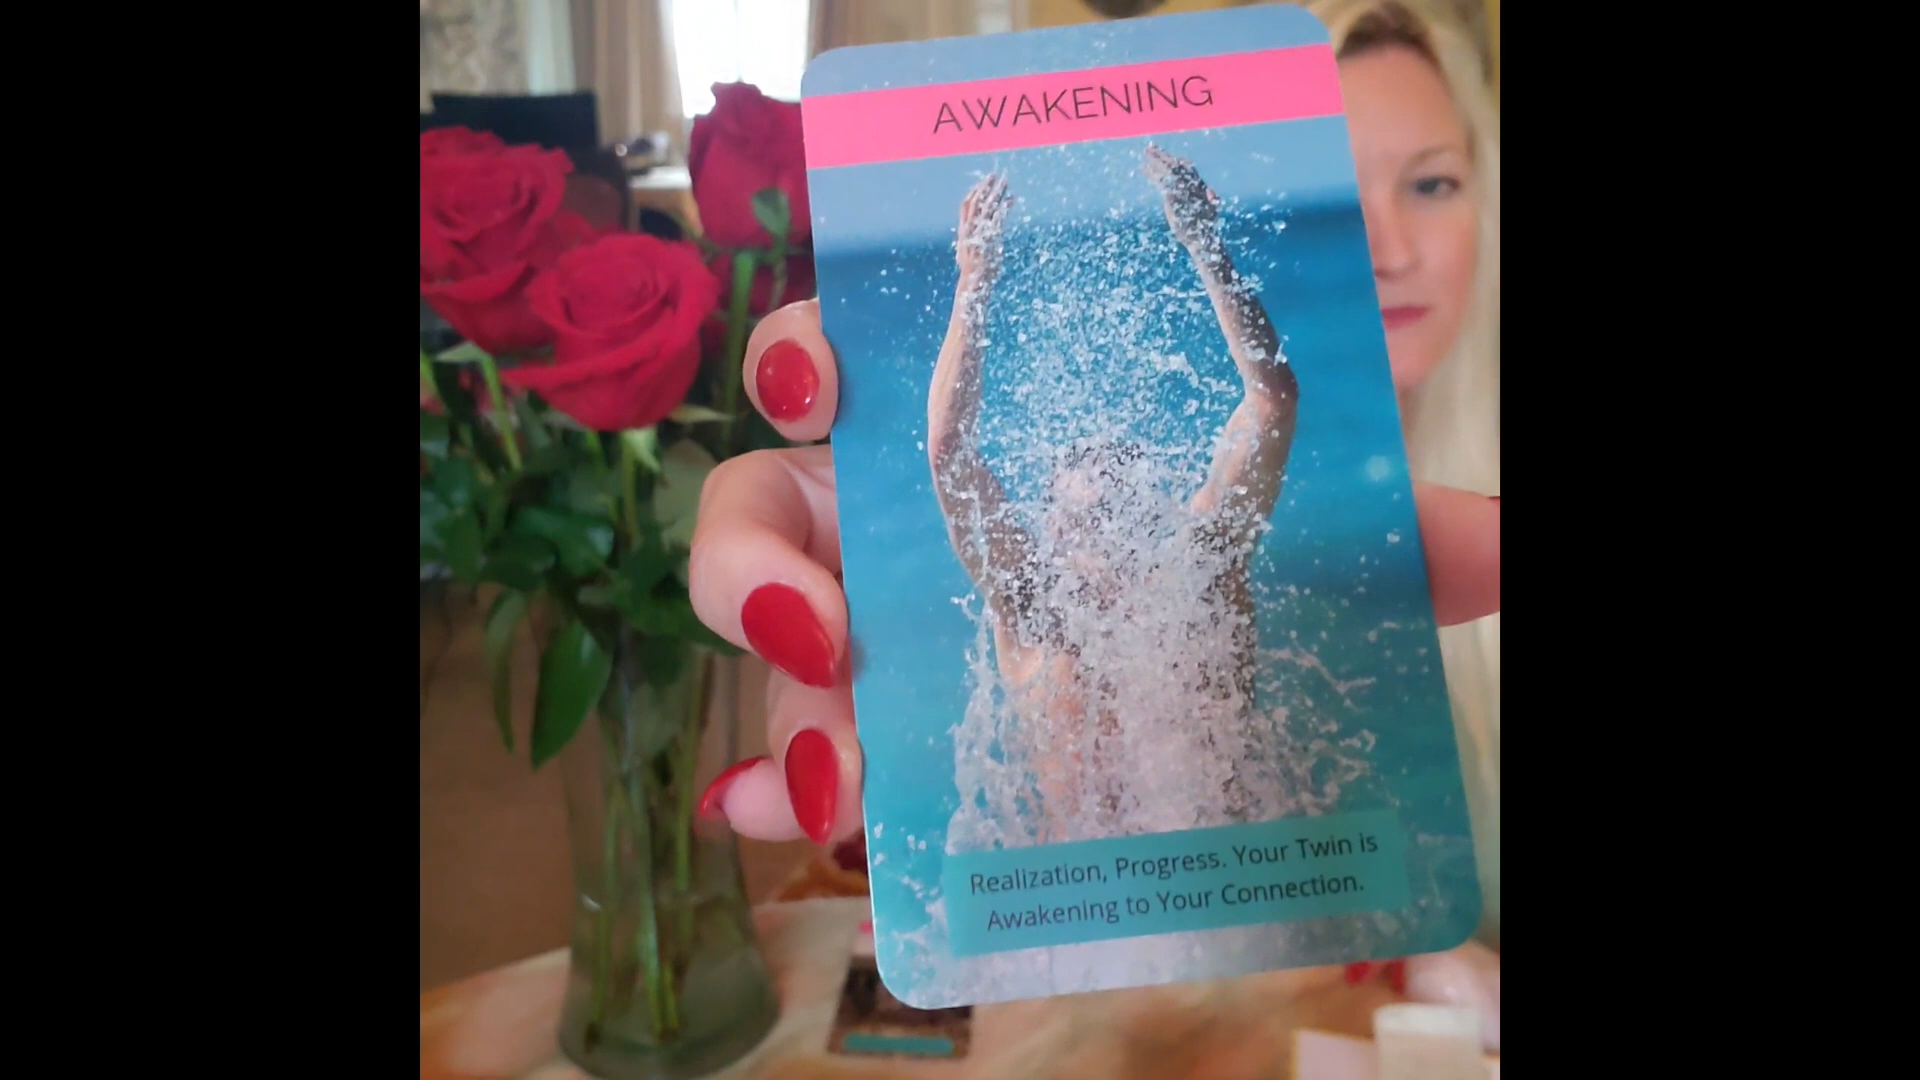 AWAKENING
Realization, Progress. Your Twin is
Awakening to Your Connection.